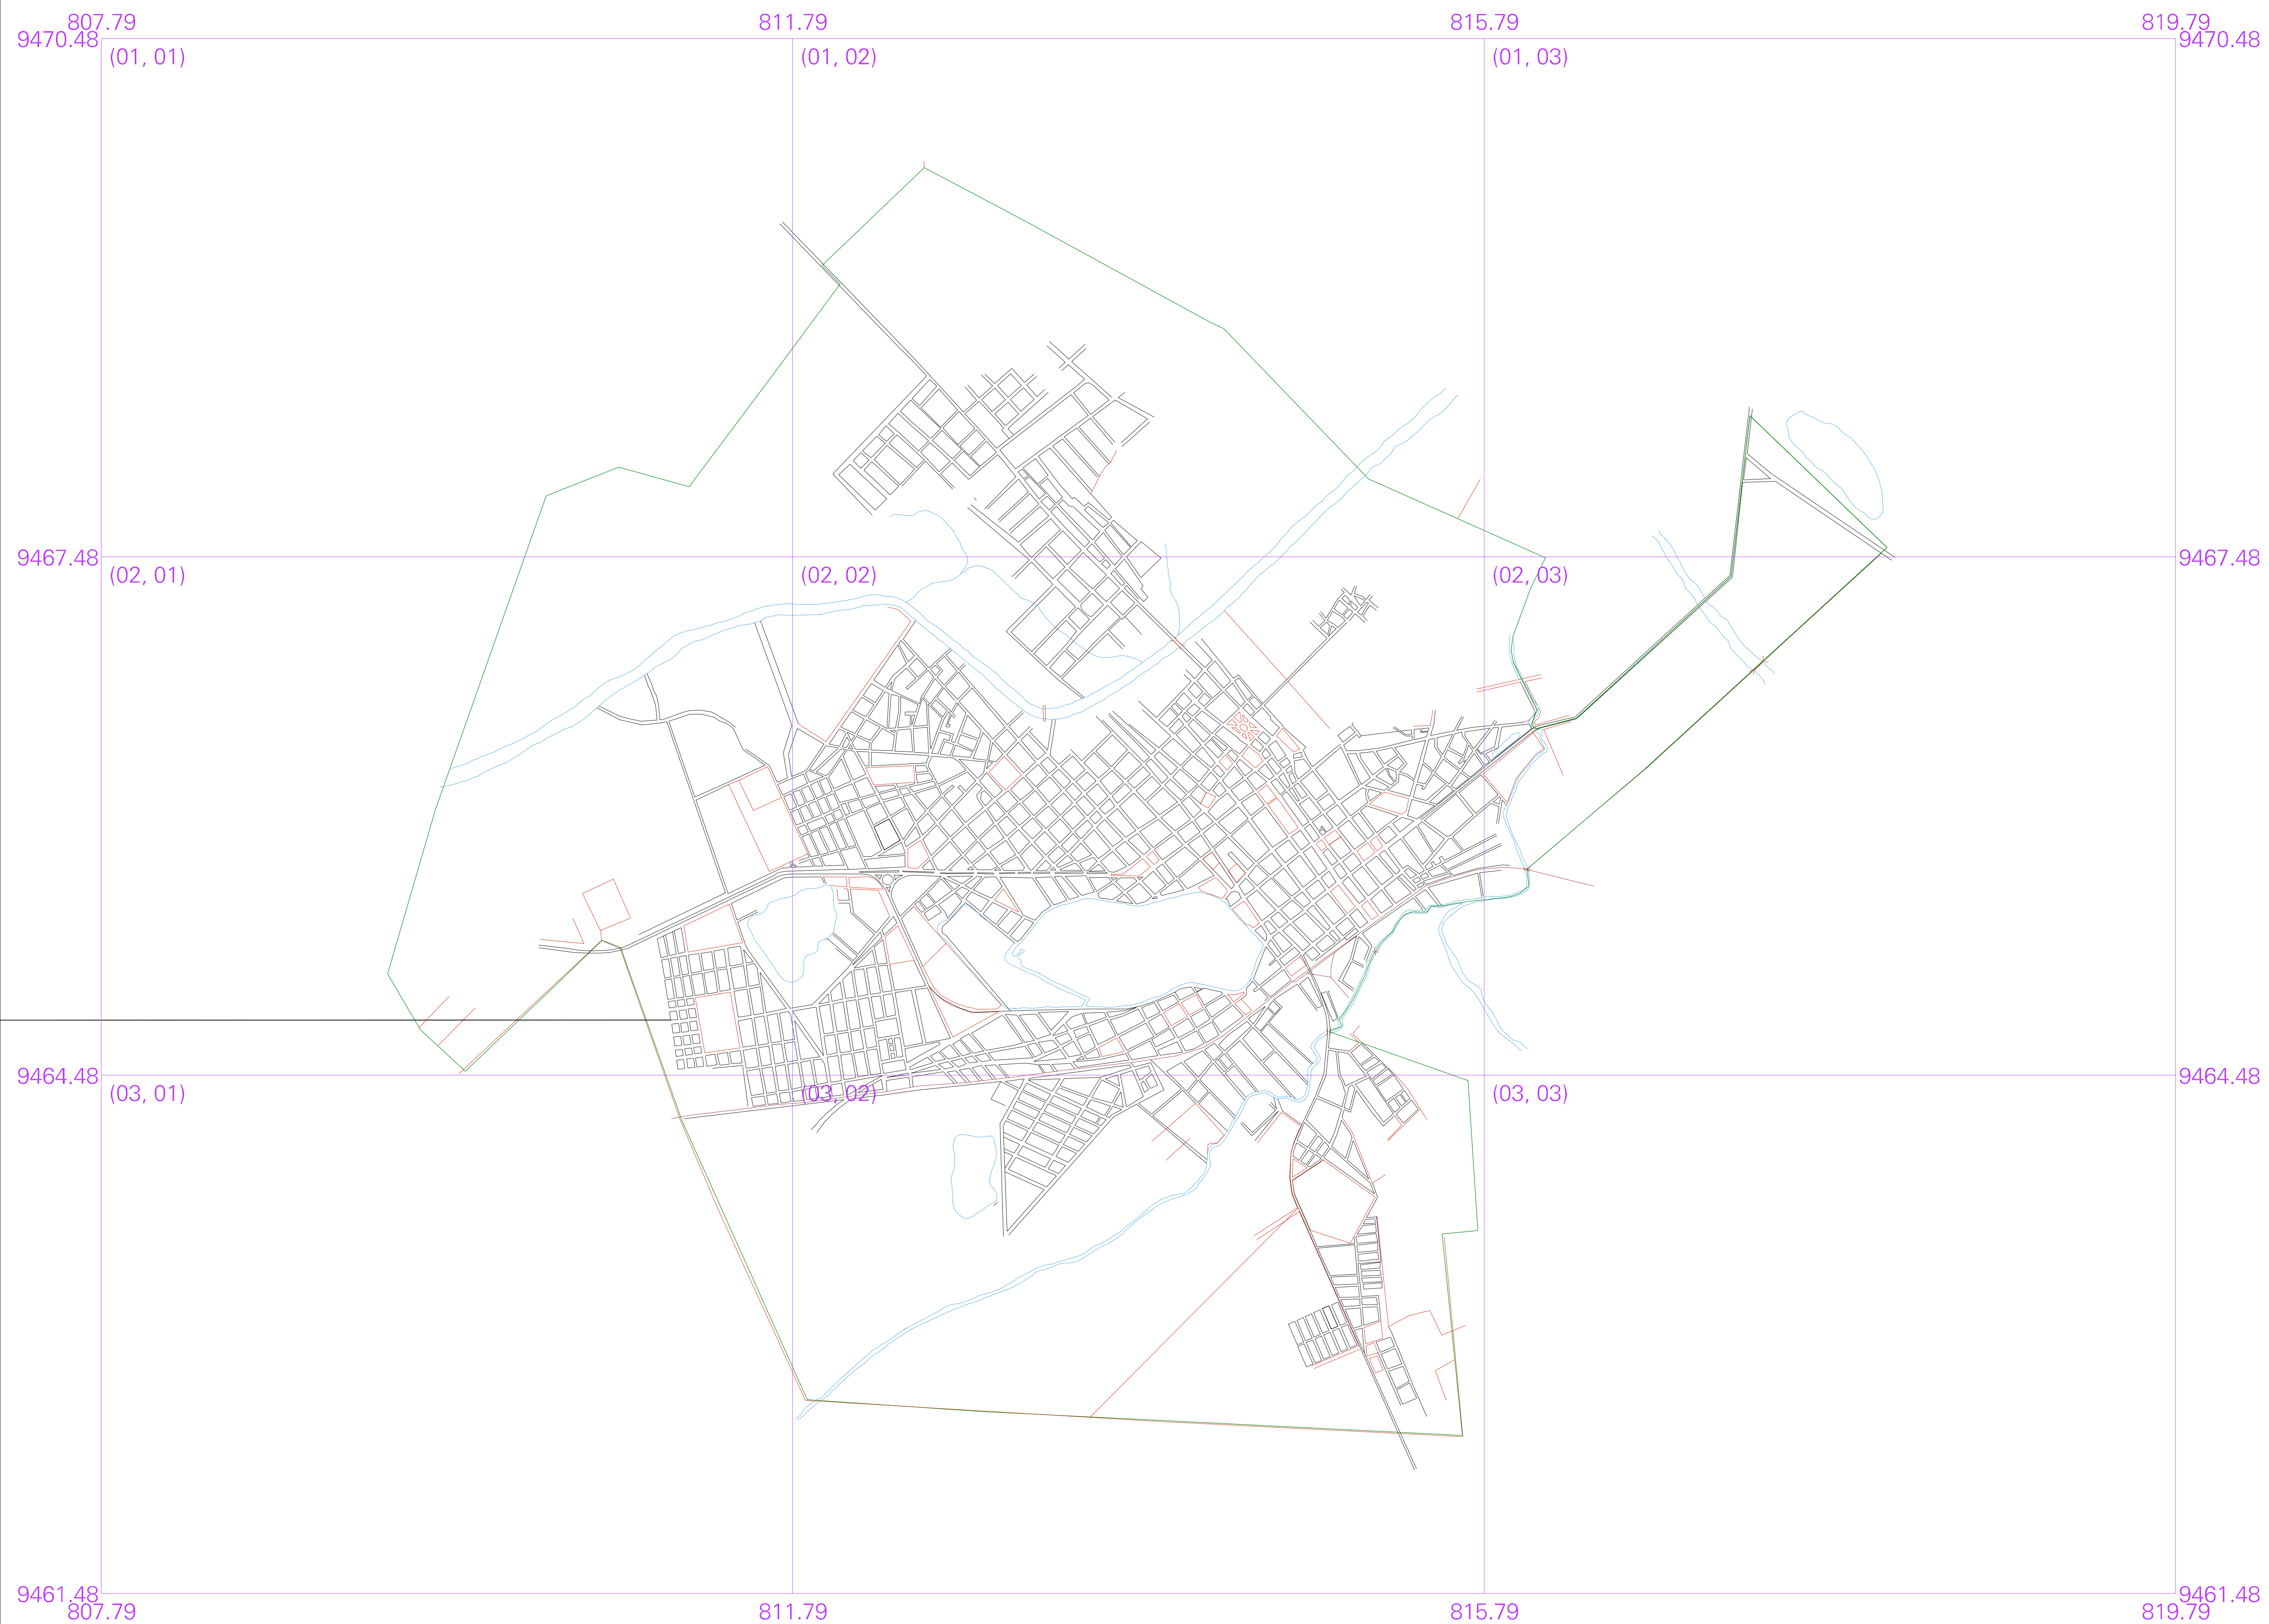 807.79 811.79 815.79 819.79
9470.48 9470.48
(01, 01) (01, 02) (01, 03)
9467.48 9467.48
(02, 01) (02, 02) (02, 03)
9464.48 9464.48
(03, 01) (03, 02) (03, 03)
9461.48 9461.48
807.79 811.79 815.79 819.79